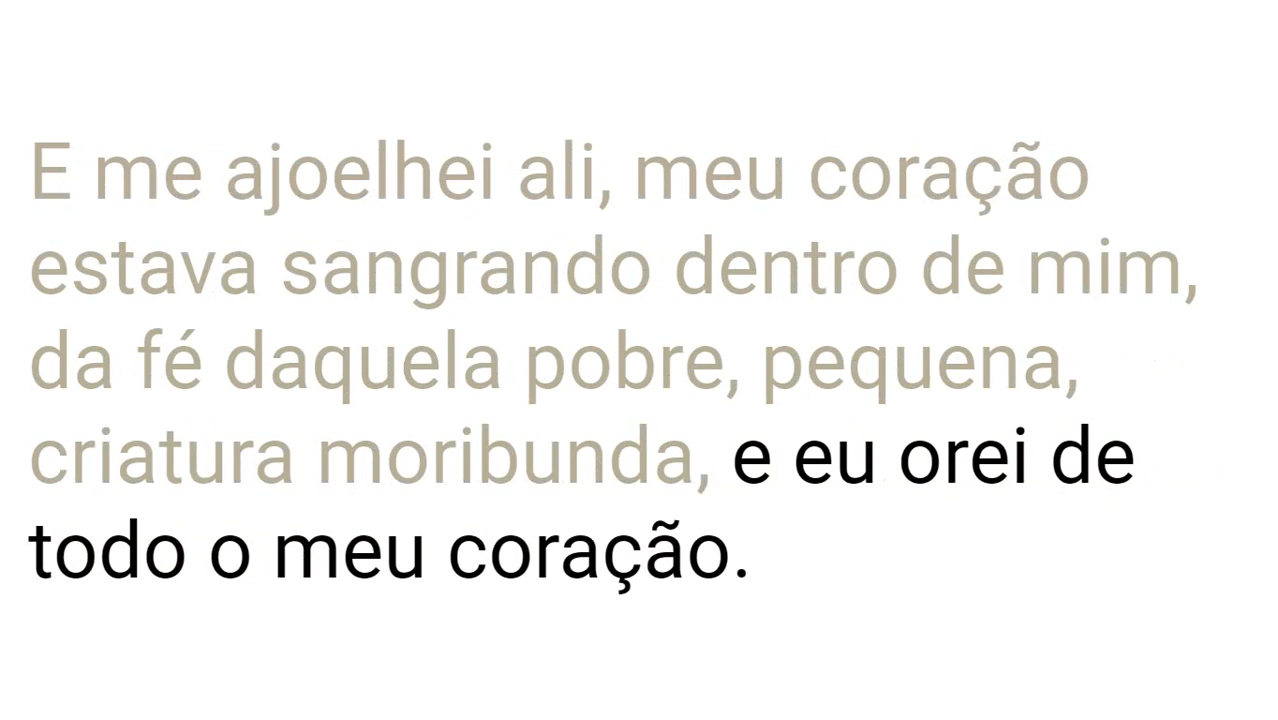 E me ajoelhei ali, meu coração
estava sangrando dentro de mim,
da fé daquela pobre, pequena,
criatura moribunda, e eu orei de
todo o meu coração.